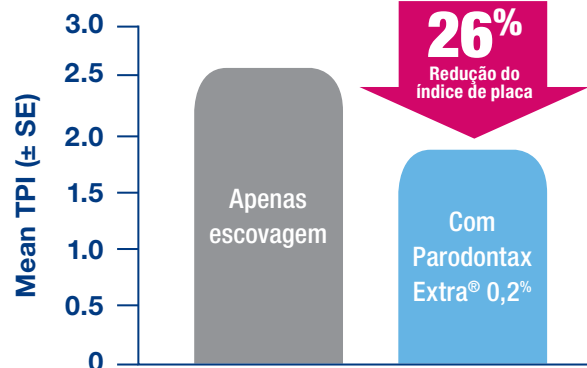 Mean TPI (± SE)
3.0
2.5
2.0
1.5
1.0
0.5
0
Apenas
escovagem
26%
Redução do
índice de placa
Com
Parodontax
Extra® 0,2%